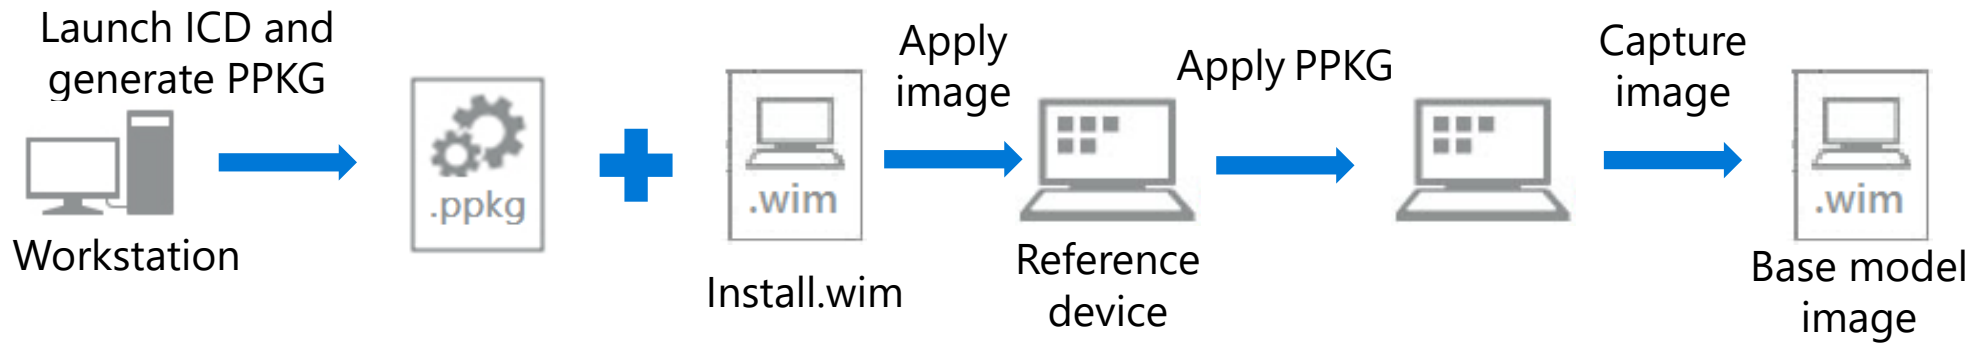 Launch ICD and
generate PPKG
Workstation
.ppkg
.wim
Install.wim
Apply
image
Reference
device
Apply PPKG
Capture
image
.wim
Base model
image